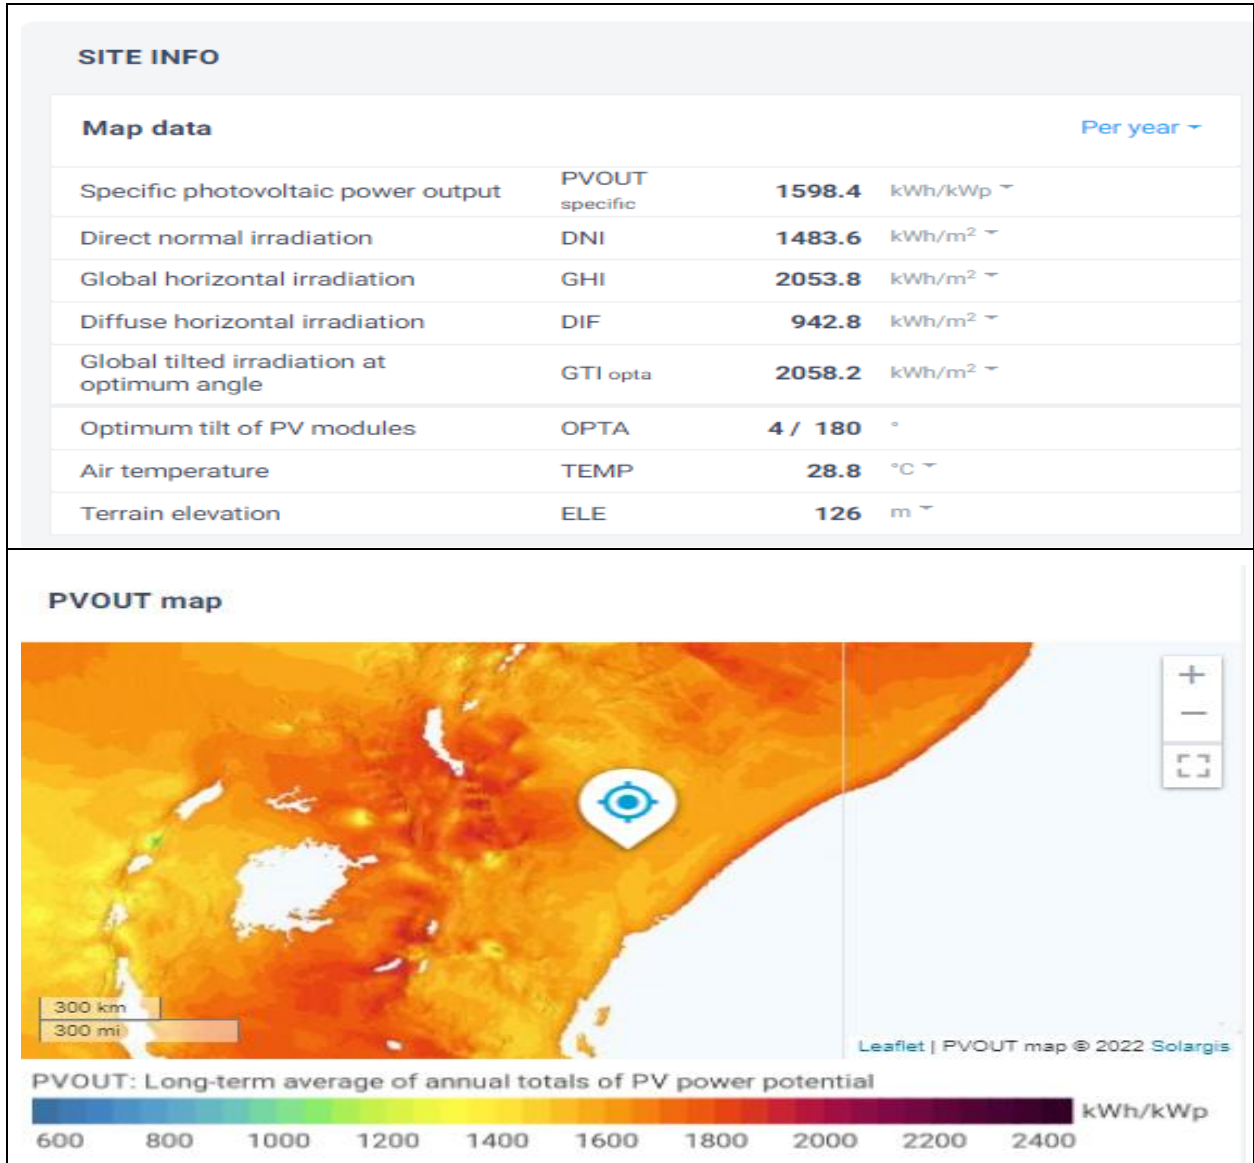 SITE INFO
Map data Per year
Specific photovoltaic power output PVOUT specific 1598.4 kWh/kWp
Direct normal irradiation DNI 1483.6 kWh/m²
Global horizontal irradiation GHI 2053.8 kWh/m²
Diffuse horizontal irradiation DIF 942.8 kWh/m²
Global tilted irradiation at
optimum angle GTI opta 2058.2 kWh/m²
Optimum tilt of PV modules OPTA 4 / 180 °
Air temperature TEMP 28.8 °C
Terrain elevation ELE 126 m
PVOUT map
+
−
300 km
300 mi
Leaflet | PVOUT map © 2022 Solargis
PVOUT: Long-term average of annual totals of PV power potential
kWh/kWp
600 800 1000 1200 1400 1600 1800 2000 2200 2400